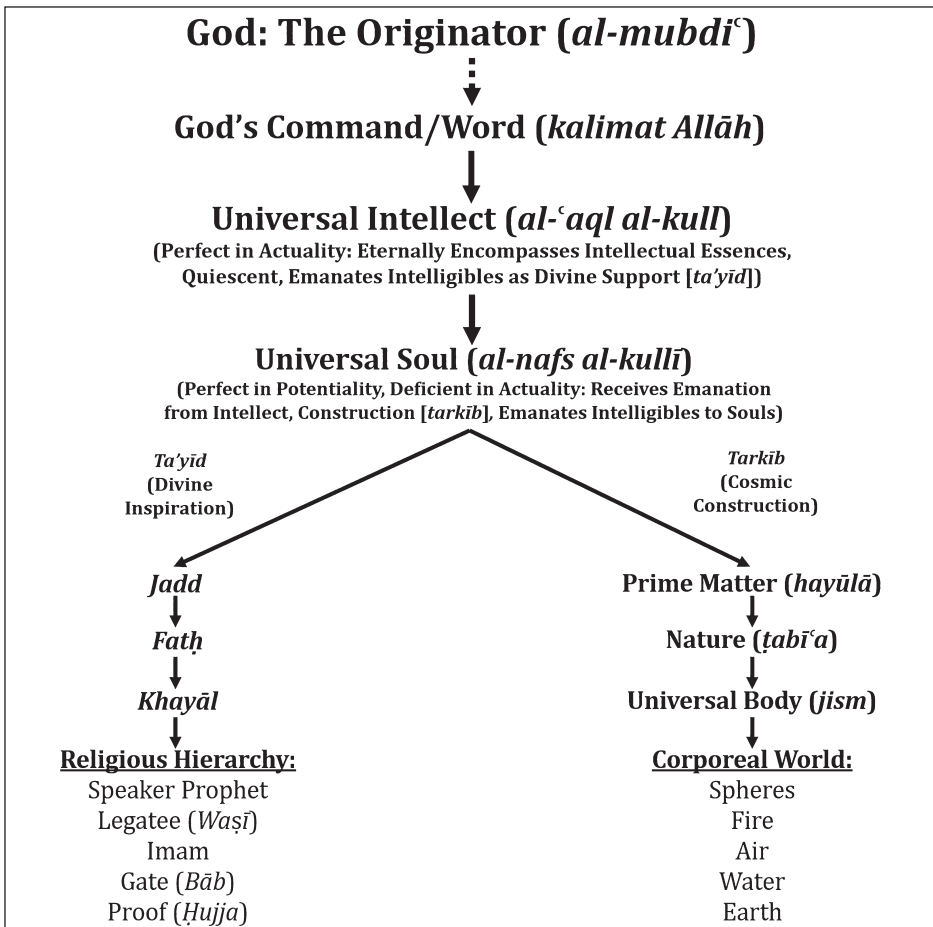 God: The Originator (al-mubdiʿ)
God’s Command/Word (kalimat Allāh)
Universal Intellect (al-ʿaql al-kull)
(Perfect in Actuality: Eternally Encompasses Intellectual Essences,
Quiescent, Emanates Intelligibles as Divine Support [ta’yīd])
Universal Soul (al-nafs al-kullī)
(Perfect in Potentiality, Deficient in Actuality: Receives Emanation
from Intellect, Construction [tarkīb], Emanates Intelligibles to Souls)
Ta’yīd
(Divine
Inspiration)
Jadd
Fatḥ
Khayāl
Religious Hierarchy:
Speaker Prophet
Legatee (Waṣī)
Imam
Gate (Bāb)
Proof (Ḥujja)
Tarkīb
(Cosmic
Construction)
Prime Matter (hayūlā)
Nature (ṭabīʿa)
Universal Body (jism)
Corporeal World:
Spheres
Fire
Air
Water
Earth